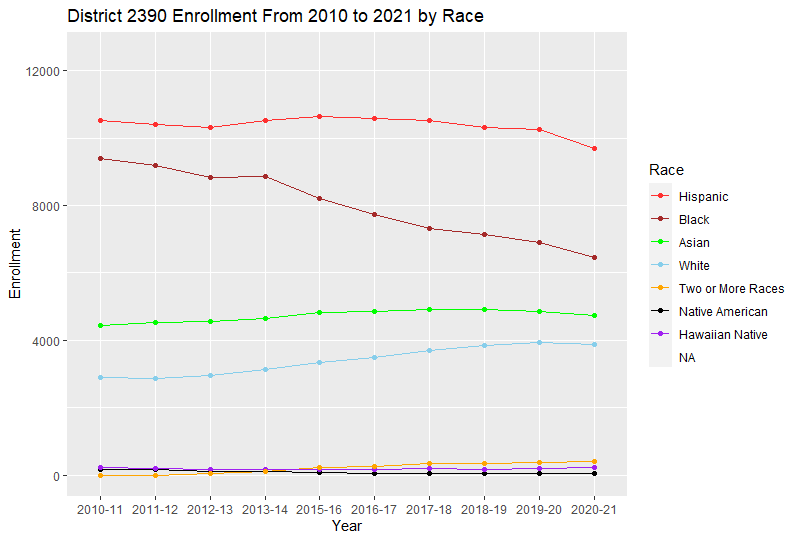 District 2390 Enrollment From 2010 to 2021 by Race
12000
8000
4000
0
Enrollment
2010-11 2011-12 2012-13 2013-14 2015-16 2016-17 2017-18 2018-19 2019-20 2020-21
Year
Race
Hispanic
Black
Asian
White
Two or More Races
Native American
Hawaiian Native
NA